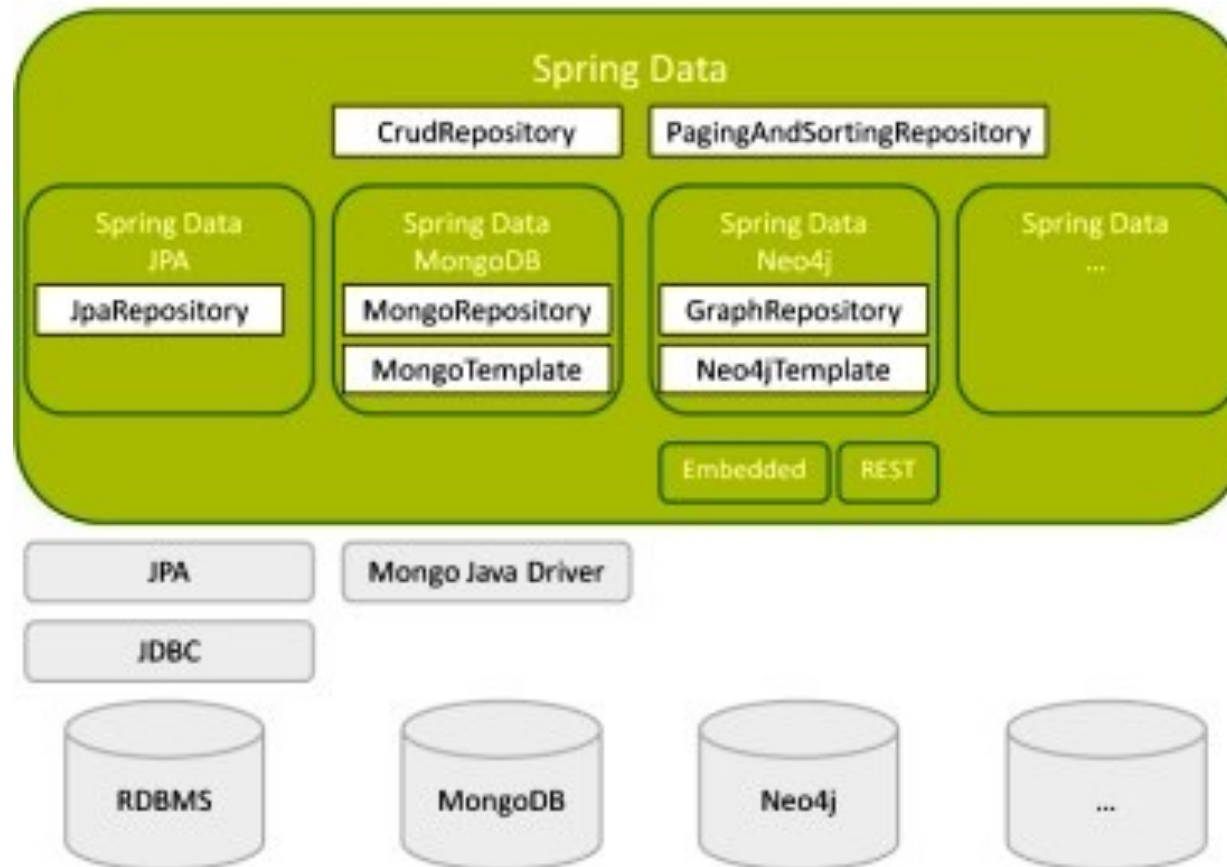 Spring Data
CrudRepository
PagingAndSortingRepository
Spring Data
JPA
JpaRepository
Spring Data
MongoDB
MongoRepository
MongoTemplate
Spring Data
Neo4j
GraphRepository
Neo4jTemplate
Spring Data
...
Embedded
REST
JPA
Mongo Java Driver
JDBC
RDBMS
MongoDB
Neo4j
...